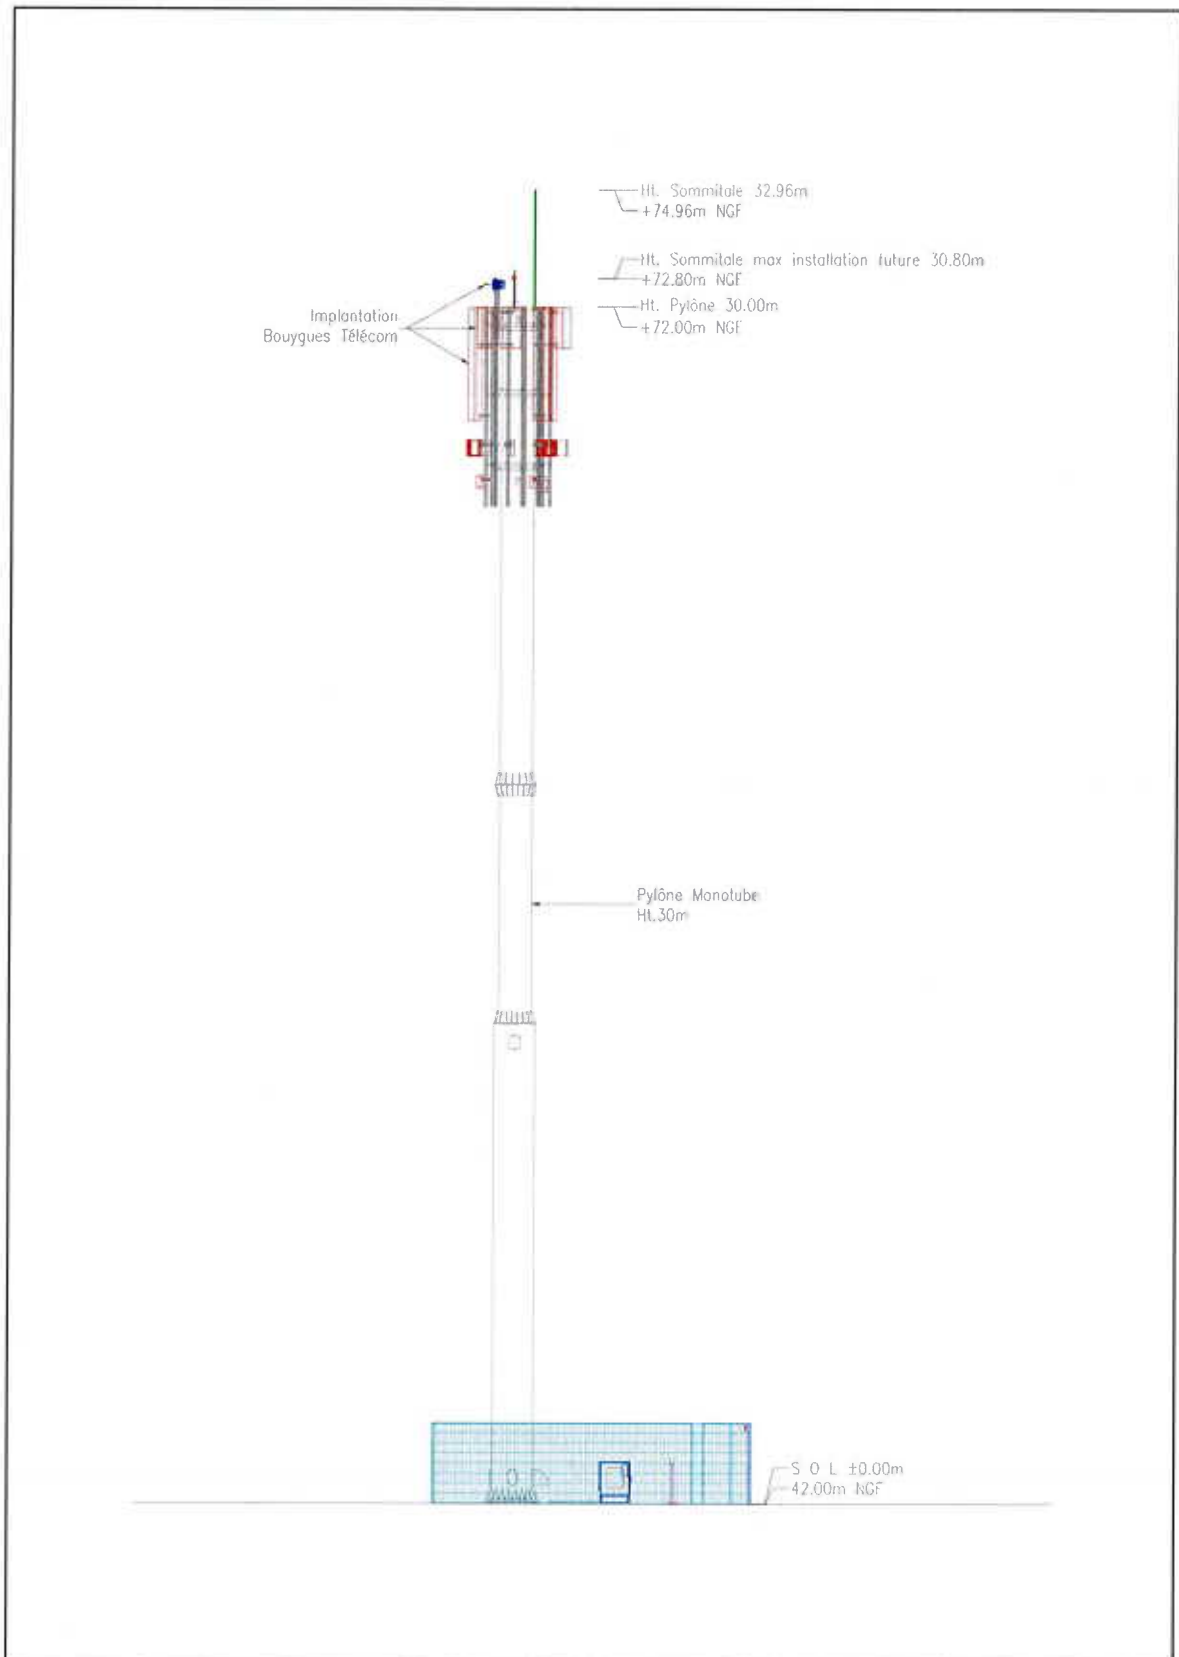 Ht. Sommitale 32.96m
+74.96m NGF
Ht. Sommitale max installation future 30.80m
+72.80m NGF
Ht. Pylône 30.00m
+72.00m NGF
Implantation
Bouygues Télécom
Pylône Monotube
Ht.30m
S O L ±0.00m
42.00m NGF